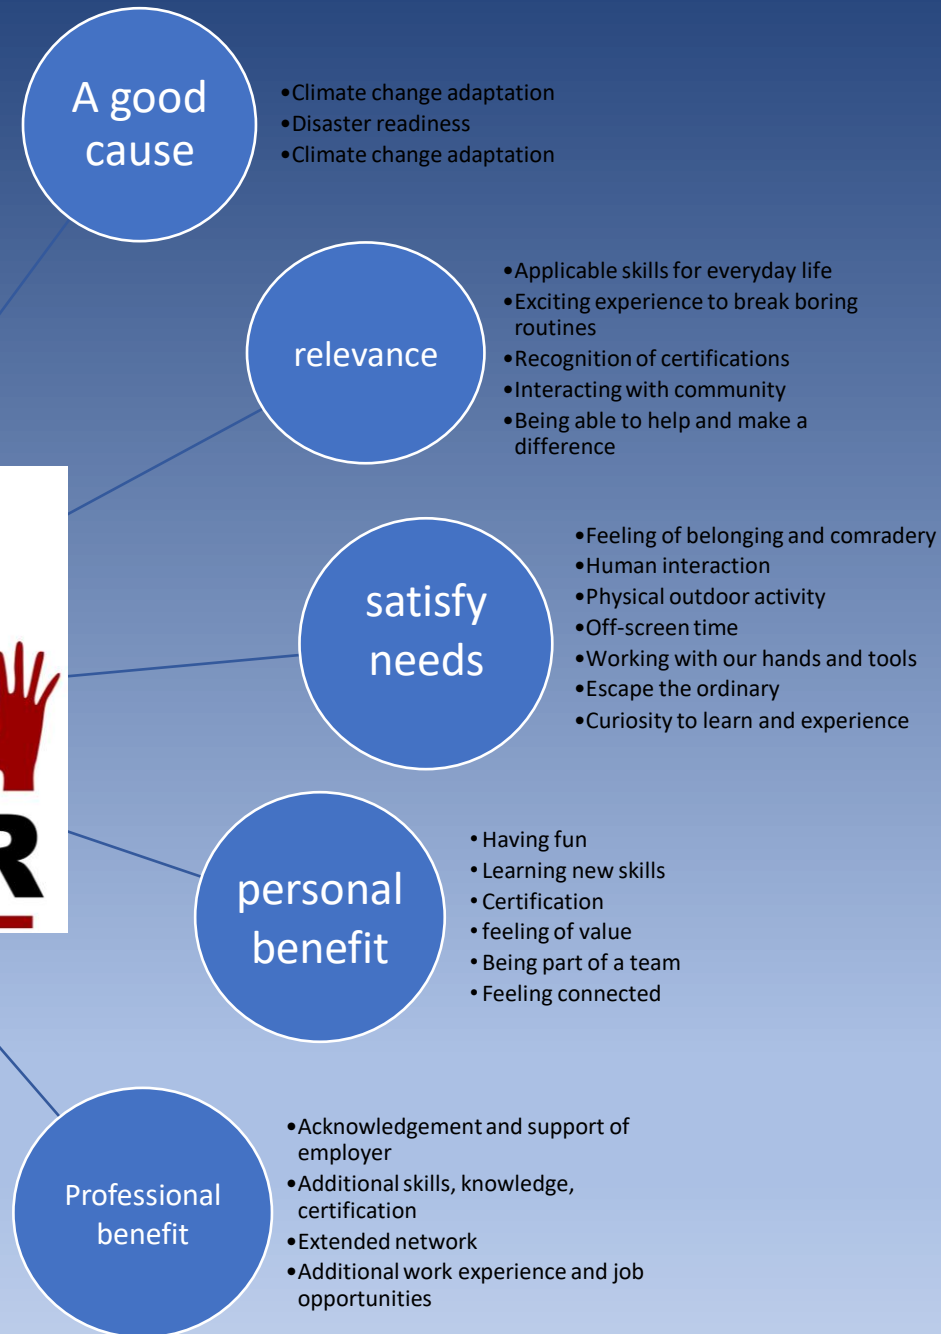 A good
cause
•Climate change adaptation
•Disaster readiness
•Climate change adaptation
relevance
•Applicable skills for everyday life
•Exciting experience to break boring
routines
•Recognition of certifications
•Interacting with community
•Being able to help and make a
difference
satisfy
needs
•Feeling of belonging and comradery
•Human interaction
•Physical outdoor activity
•Off-screen time
•Working with our hands and tools
•Escape the ordinary
•Curiosity to learn and experience
R
personal
benefit
• Having fun
• Learning new skills
• Certification
• feeling of value
• Being part of a team
• Feeling connected
Professional
benefit
•Acknowledgement and support of
employer
•Additional skills, knowledge,
certification
•Extended network
•Additional work experience and job
opportunities